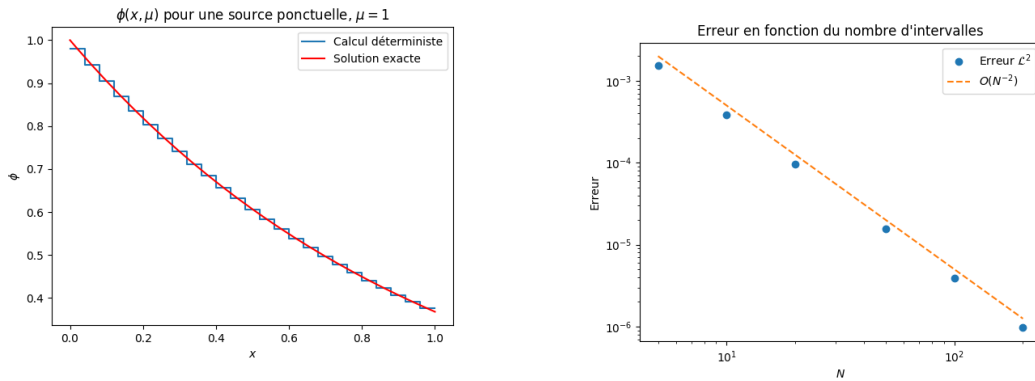 ϕ(x, μ) pour une source ponctuelle, μ = 1
Calcul déterministe
Solution exacte
1.0
0.9
0.8
0.7
0.6
0.5
0.4
ϕ
0.0 0.2 0.4 0.6 0.8 1.0
x
Erreur en fonction du nombre d'intervalles
Erreur ℒ²
O(N⁻²)
10⁻³
10⁻⁴
10⁻⁵
10⁻⁶
Erreur
10¹ 10²
N